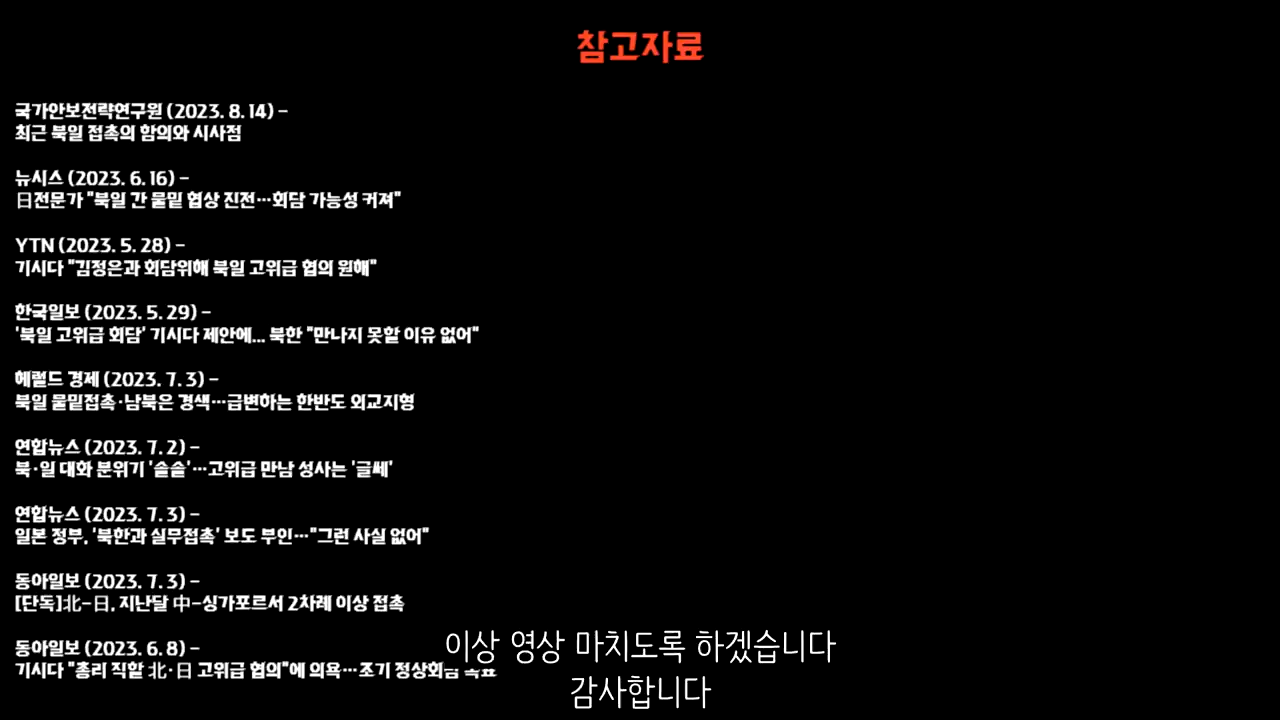 참고자료
국가안보전략연구원 (2023. 8. 14) -
최근 북일 접촉의 함의와 시사점
뉴시스 (2023. 6. 16) -
日전문가 "북일 간 물밑 협상 진전…회담 가능성 커져"
YTN (2023. 5. 28) -
기시다 "김정은과 회담위해 북일 고위급 협의 원해"
한국일보 (2023. 5. 29) -
'북일 고위급 회담' 기시다 제안에... 북한 "만나지 못할 이유 없어"
헤럴드 경제 (2023. 7. 3) -
북일 물밑접촉·남북은 경색…급변하는 한반도 외교지형
연합뉴스 (2023. 7. 2) -
북·일 대화 분위기 '솔솔'…고위급 만남 성사는 '글쎄'
연합뉴스 (2023. 7. 3) -
일본 정부, '북한과 실무접촉' 보도 부인…"그런 사실 없어"
동아일보 (2023. 7. 3) -
[단독]北-日, 지난달 中-싱가포르서 2차례 이상 접촉
동아일보 (2023. 6. 8) -
기시다 "총리 직할 北·日 고위급 협의"에 의욕…조기 정상회담 목표
이상 영상 마치도록 하겠습니다
감사합니다